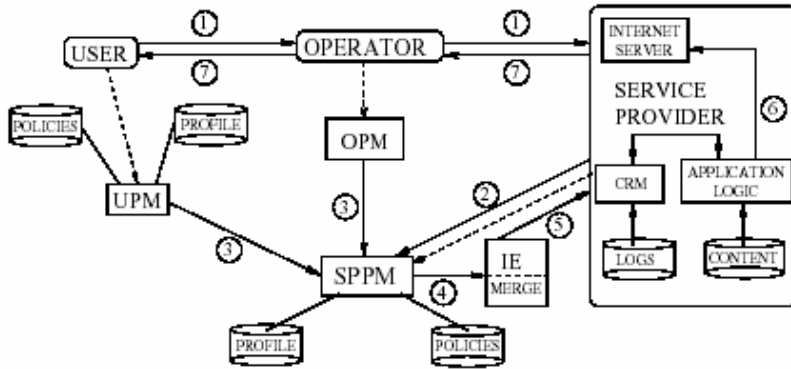 1
1
INTERNET
SERVER
USER
OPERATOR
7
7
6
SERVICE
PROVIDER
POLICIES
PROFILE
OPM
CRM
APPLICATION
LOGIC
UPM
3
2
3
5
SPPM
IE
MERGE
LOGS
CONTENT
4
PROFILE
POLICIES